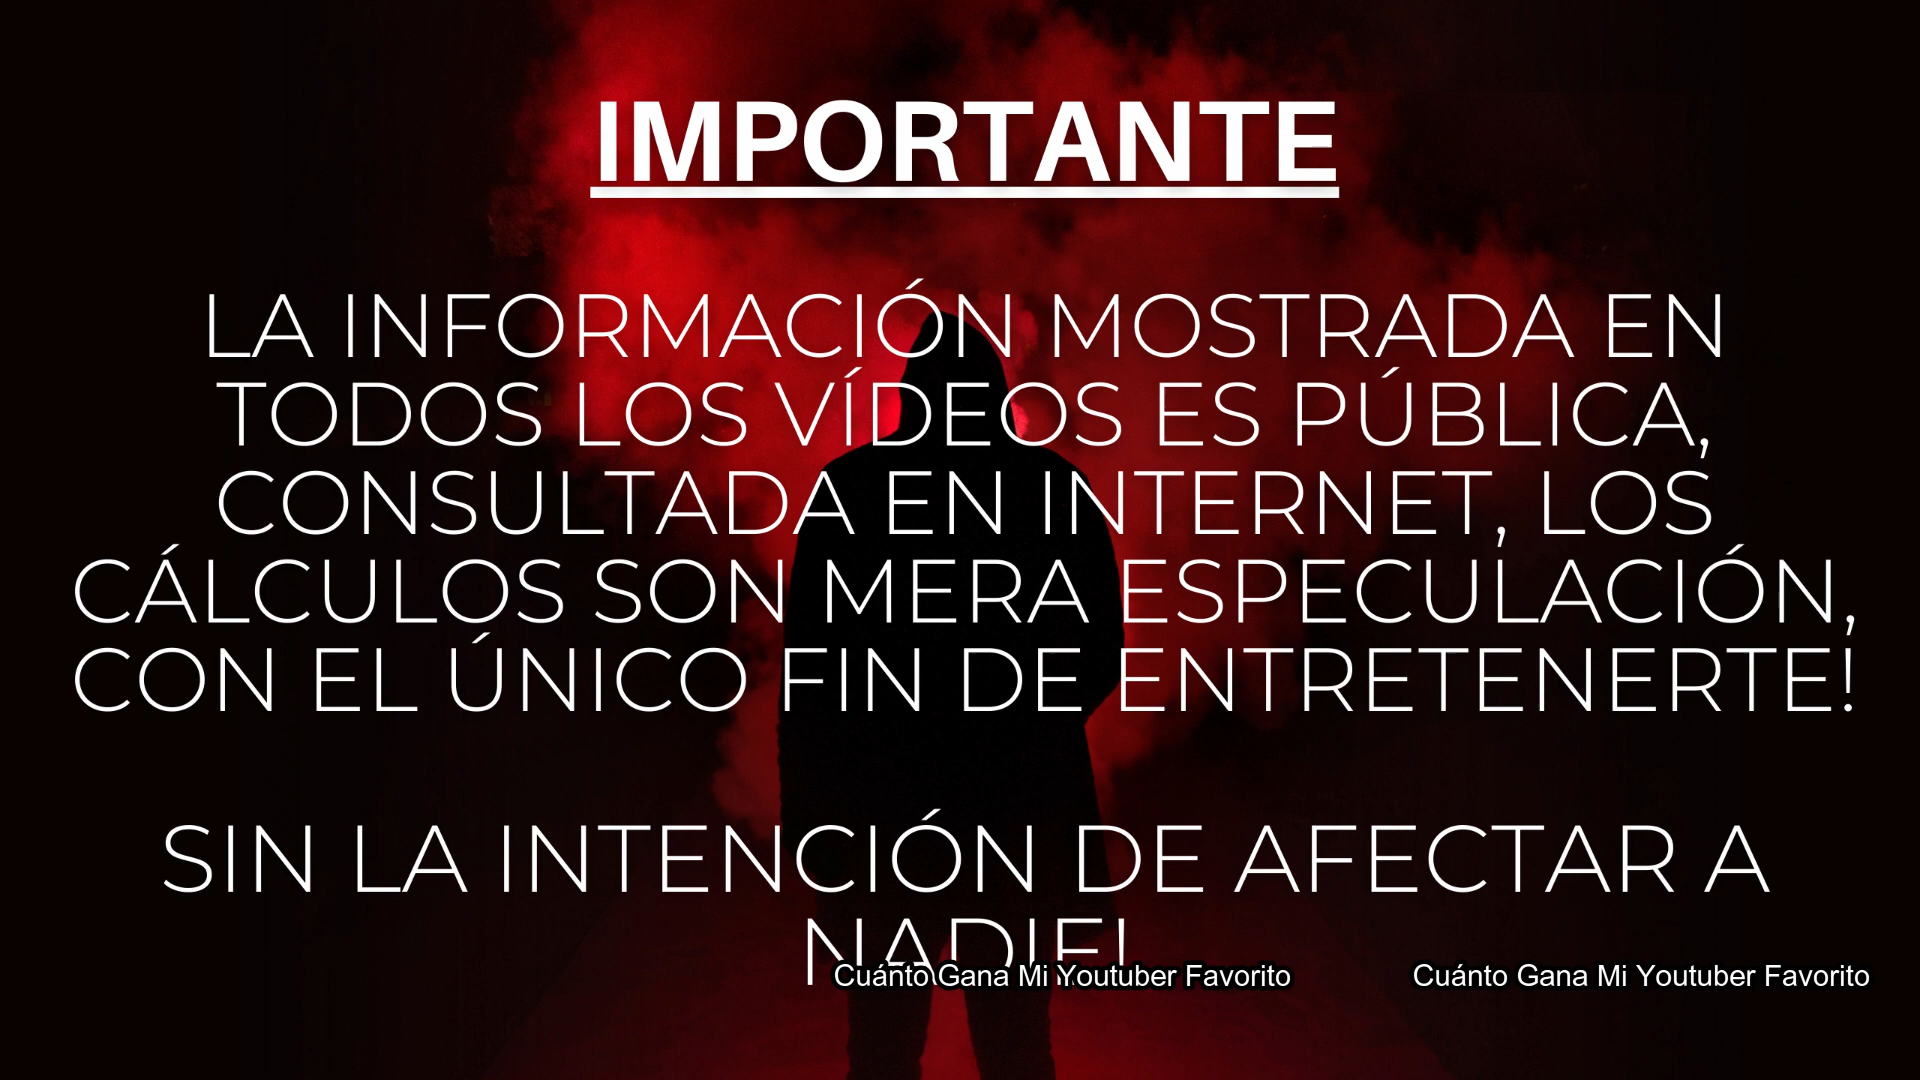 IMPORTANTE
LA INFORMACIÓN MOSTRADA EN
TODOS LOS VÍDEOS ES PÚBLICA,
CONSULTADA EN INTERNET, LOS
CÁLCULOS SON MERA ESPECULACIÓN,
CON EL ÚNICO FIN DE ENTRETENERTE!
SIN LA INTENCIÓN DE AFECTAR A
NADIE!
Cuánto Gana Mi Youtuber Favorito
Cuánto Gana Mi Youtuber Favorito